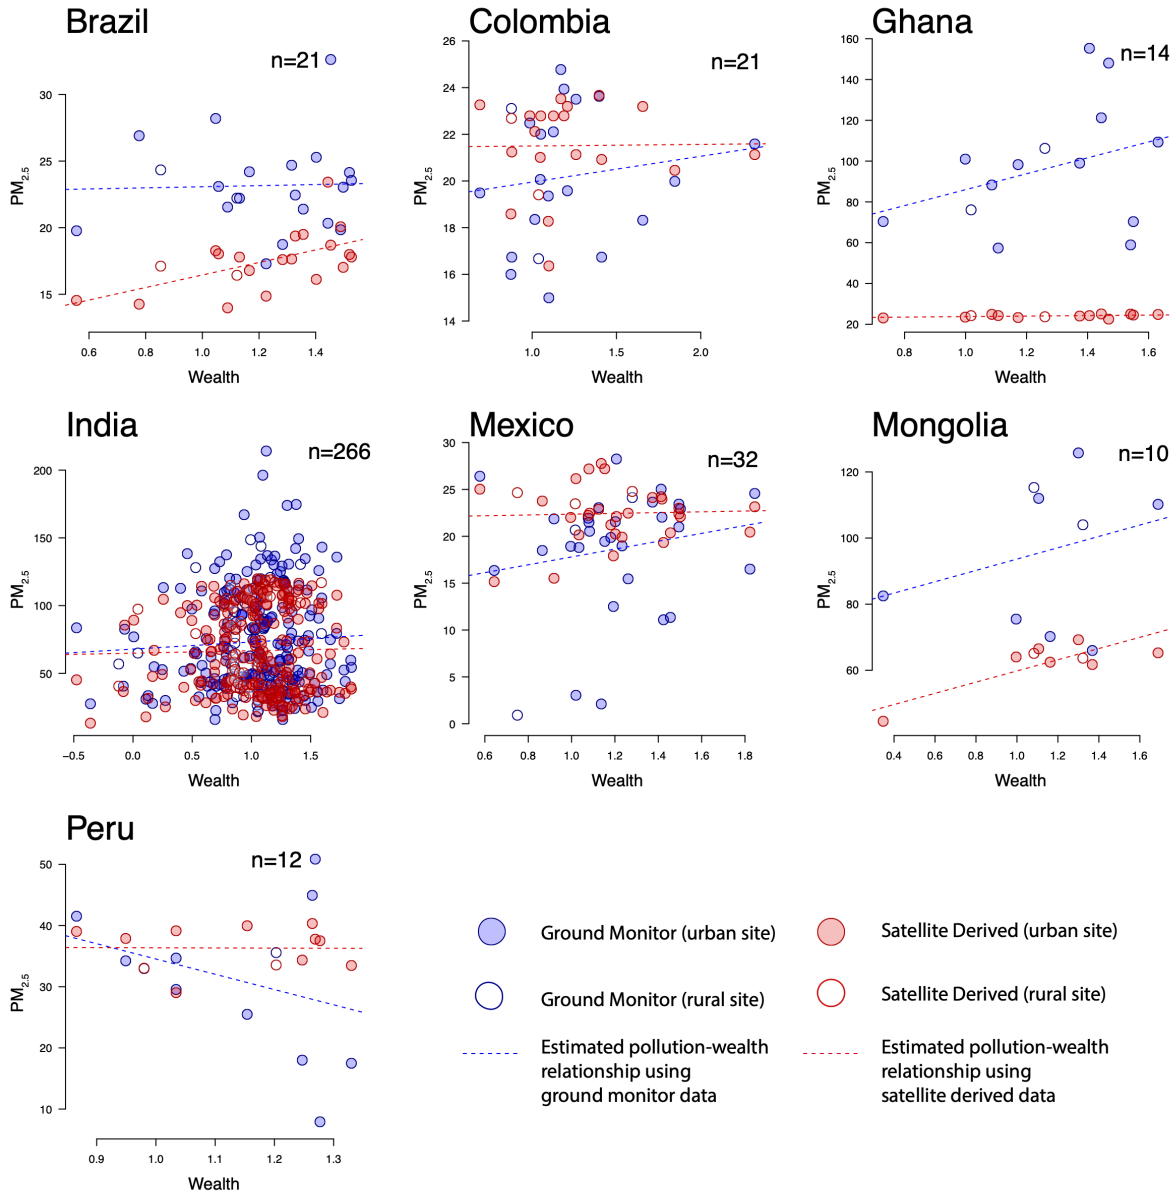 Brazil
n=21
PM2.5
30
25
20
15
0.6 0.8 1.0 1.2 1.4
Wealth
Colombia
n=21
PM2.5
26
24
22
20
18
16
14
1.0 1.5 2.0
Wealth
Ghana
n=14
PM2.5
160
140
120
100
80
60
40
20
0.8 1.0 1.2 1.4 1.6
Wealth
India
n=266
PM2.5
200
150
100
50
−0.5 0.0 0.5 1.0 1.5
Wealth
Mexico
n=32
PM2.5
30
25
20
15
10
5
0
0.6 0.8 1.0 1.2 1.4 1.6 1.8
Wealth
Mongolia
n=10
PM2.5
120
100
80
60
0.4 0.6 0.8 1.0 1.2 1.4 1.6
Wealth
Peru
n=12
PM2.5
50
40
30
20
10
0.9 1.0 1.1 1.2 1.3
Wealth
Ground Monitor (urban site)
Ground Monitor (rural site)
Estimated pollution-wealth
relationship using
ground monitor data
Satellite Derived (urban site)
Satellite Derived (rural site)
Estimated pollution-wealth
relationship using
satellite derived data